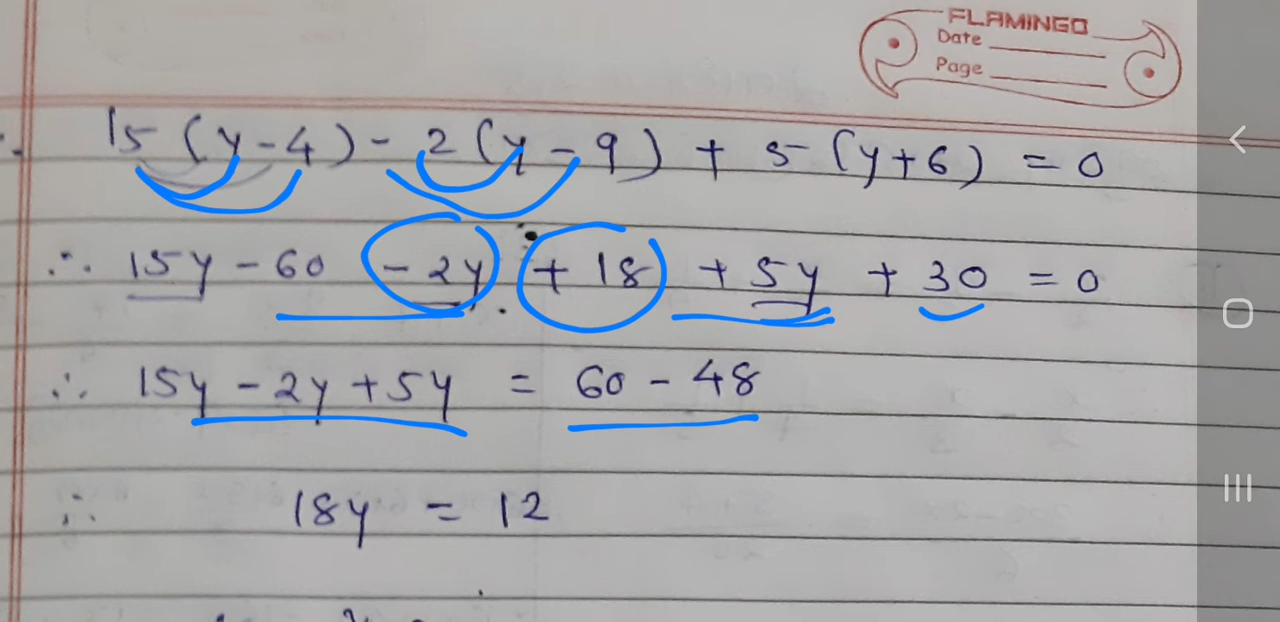 FLAMINGO
Date
Page
15 (y - 4) - 2 (y - 9) + 5 (y + 6) = 0
∴ 15y - 60 - 2y + 18 + 5y + 30 = 0
∴ 15y - 2y + 5y = 60 - 48
∴ 18y = 12